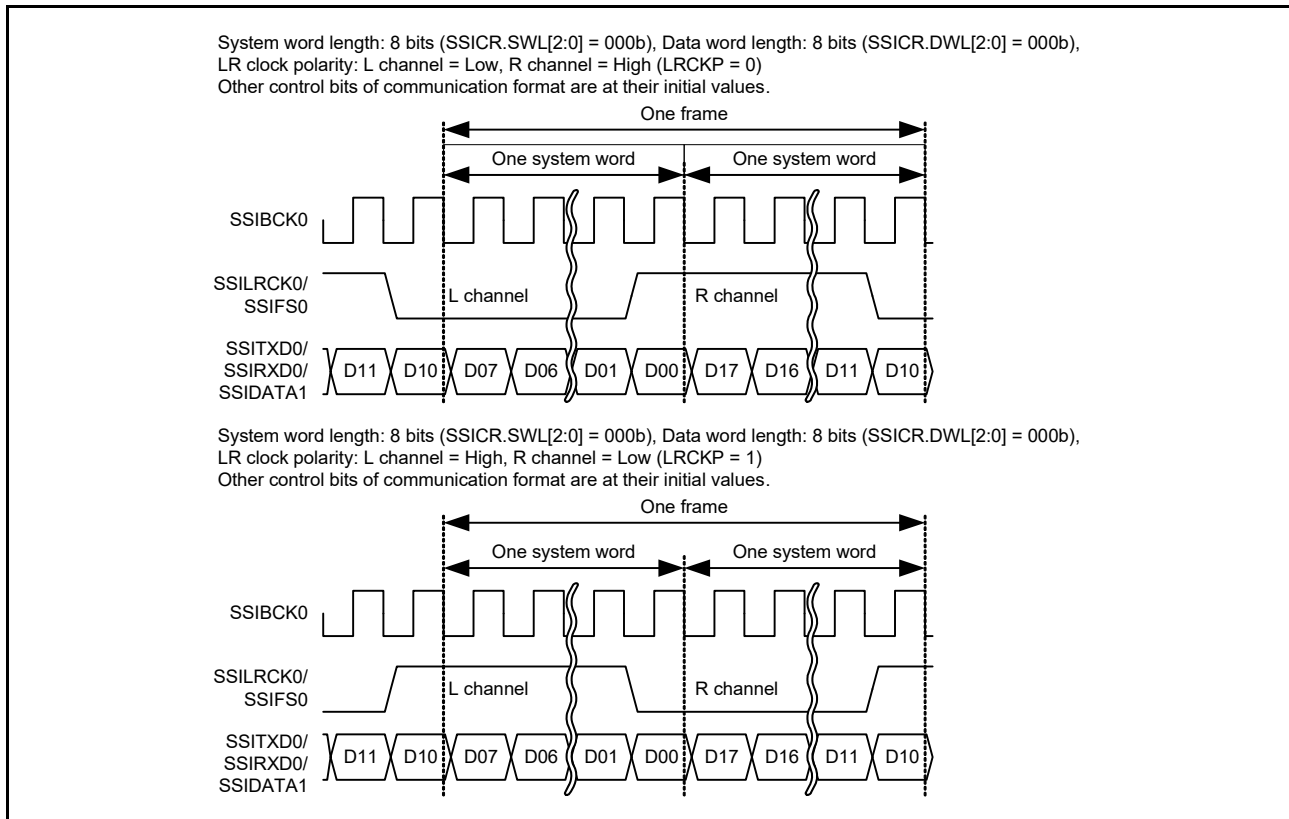 System word length: 8 bits (SSICR.SWL[2:0] = 000b), Data word length: 8 bits (SSICR.DWL[2:0] = 000b),
LR clock polarity: L channel = Low, R channel = High (LRCKP = 0)
Other control bits of communication format are at their initial values.
One frame
One system word One system word
SSIBCK0
SSILRCK0/
SSIFS0
L channel R channel
SSITXD0/
SSIRXD0/
SSIDATA1
D11 D10 D07 D06 D01 D00 D17 D16 D11 D10
System word length: 8 bits (SSICR.SWL[2:0] = 000b), Data word length: 8 bits (SSICR.DWL[2:0] = 000b),
LR clock polarity: L channel = High, R channel = Low (LRCKP = 1)
Other control bits of communication format are at their initial values.
One frame
One system word One system word
SSIBCK0
SSILRCK0/
SSIFS0
L channel R channel
SSITXD0/
SSIRXD0/
SSIDATA1
D11 D10 D07 D06 D01 D00 D17 D16 D11 D10